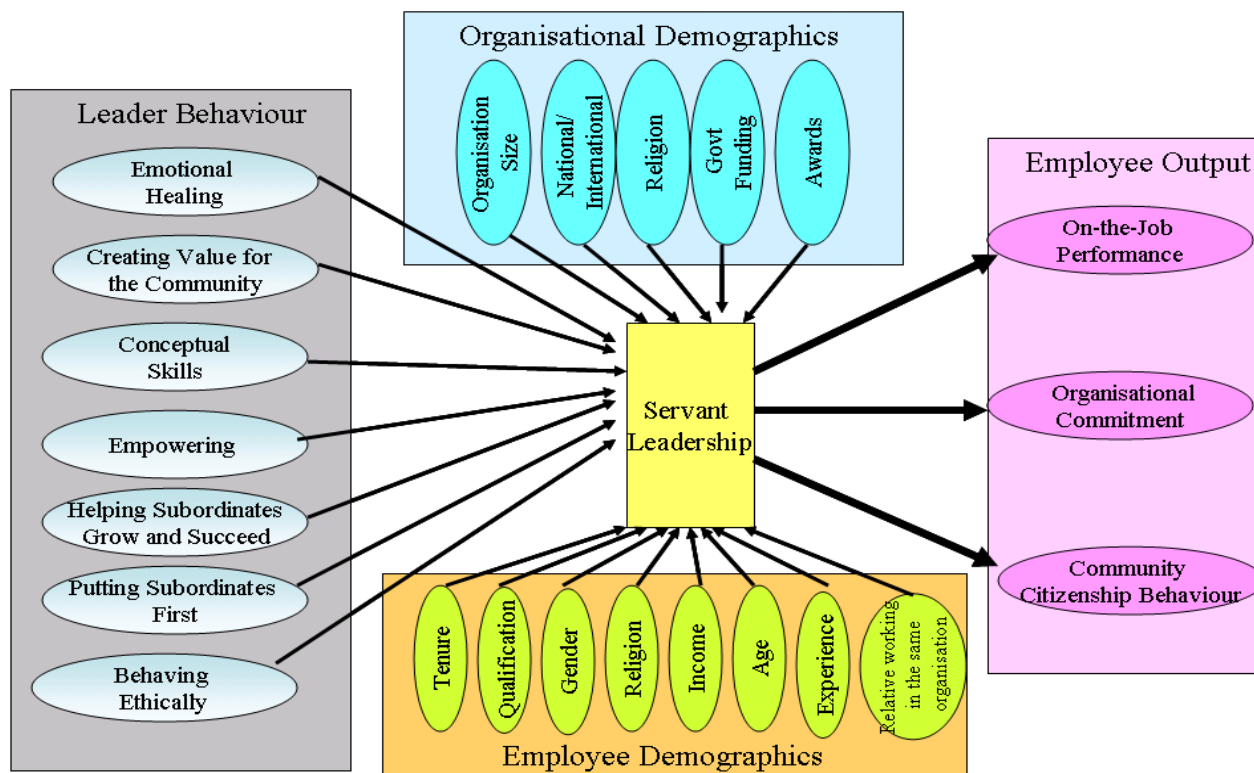 Organisational Demographics
Organisation
Size
National/
International
Religion
Govt
Funding
Awards
Leader Behaviour
Emotional
Healing
Creating Value for
the Community
Conceptual
Skills
Empowering
Helping Subordinates
Grow and Succeed
Putting Subordinates
First
Behaving
Ethically
Servant
Leadership
Employee Output
On-the-Job
Performance
Organisational
Commitment
Community
Citizenship Behaviour
Tenure
Qualification
Gender
Religion
Income
Age
Experience
Relative working
in the same
organisation
Employee Demographics